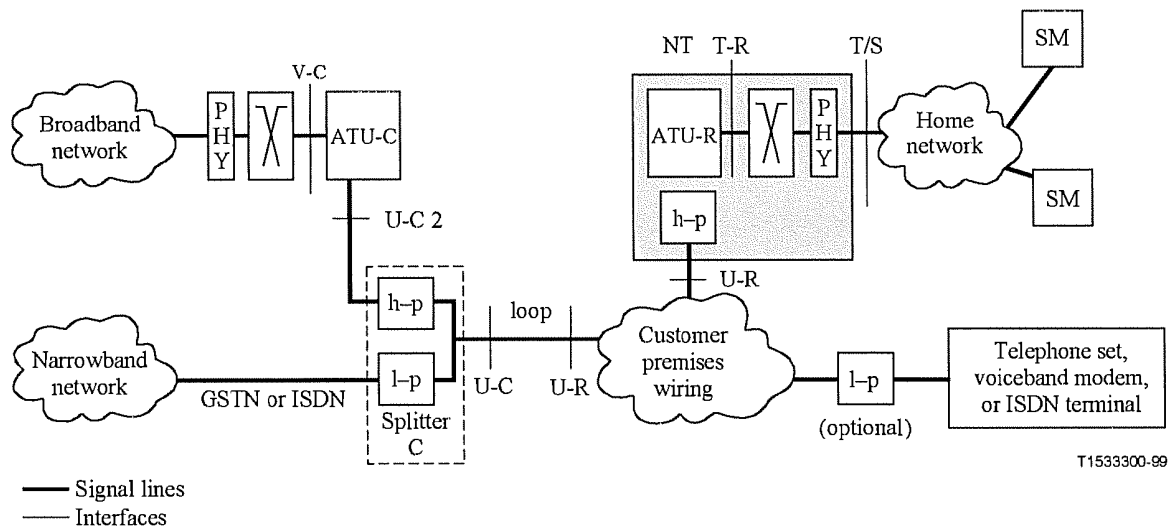 NT
T-R
T/S
SM
V-C
Broadband
network
P
H
Y
ATU-C
ATU-R
P
H
Y
Home
network
SM
U-C 2
h–p
U-R
h–p
loop
Narrowband
network
GSTN or ISDN
l–p
Splitter
C
U-C
U-R
Customer
premises
wiring
l–p
(optional)
Telephone set,
voiceband modem,
or ISDN terminal
T1533300-99
Signal lines
Interfaces